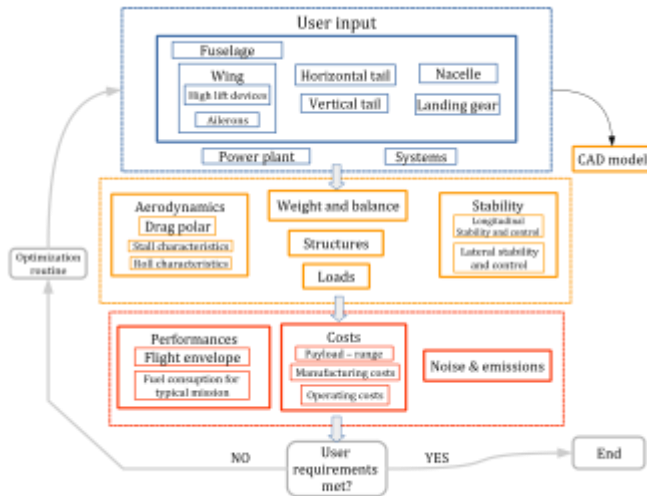 User input
Fuselage
Wing
High lift devices
Ailerons
Horizontal tail
Vertical tail
Nacelle
Landing gear
Power plant
Systems
CAD model
Aerodynamics
Drag polar
Stall characteristics
Roll characteristics
Weight and balance
Structures
Loads
Stability
Longitudinal
Stability and control
Lateral stability
and control
Optimization
routine
Performances
Flight envelope
Fuel consuption for
typical mission
Costs
Payload – range
Manufacturing costs
Operating costs
Noise & emissions
NO
User
requirements
met?
YES
End